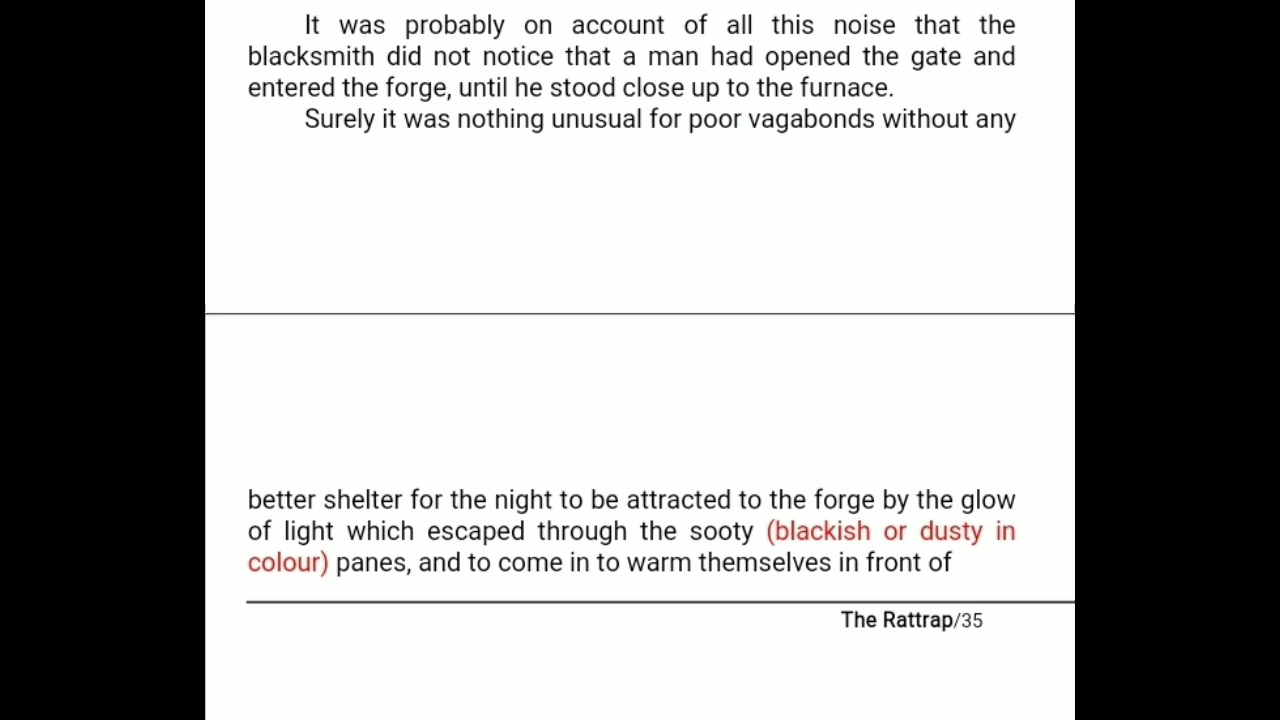 It was probably on account of all this noise that the
blacksmith did not notice that a man had opened the gate and
entered the forge, until he stood close up to the furnace.
Surely it was nothing unusual for poor vagabonds without any
better shelter for the night to be attracted to the forge by the glow
of light which escaped through the sooty (blackish or dusty in
colour) panes, and to come in to warm themselves in front of
The Rattrap/35